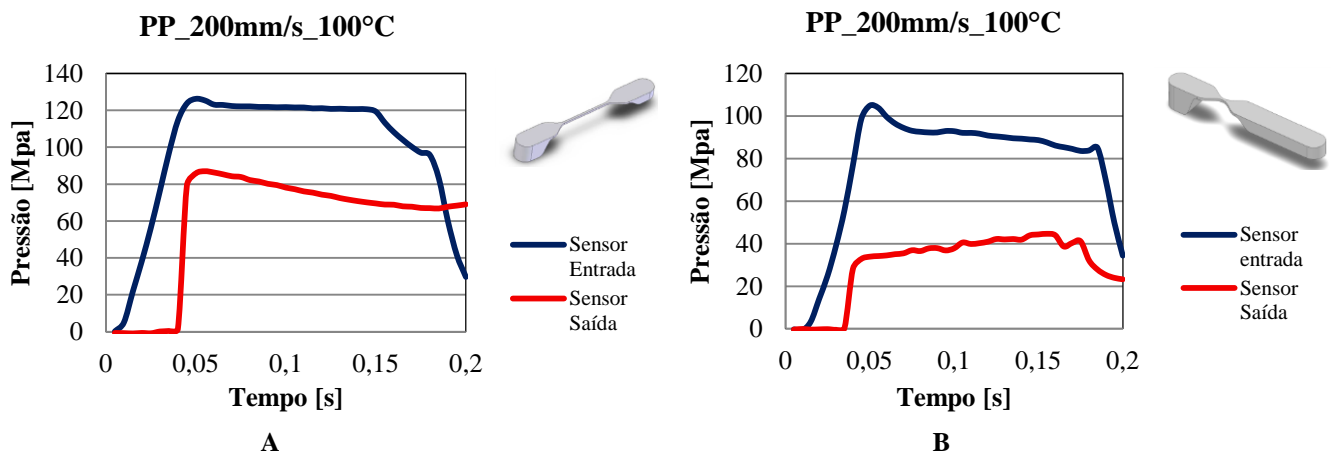 PP_200mm/s_100°C
140
120
100
80
60
40
20
0
Pressão [Mpa]
0
0,05
0,1
0,15
0,2
Tempo [s]
Sensor
Entrada
Sensor
Saída
A
PP_200mm/s_100°C
120
100
80
60
40
20
0
Pressão [Mpa]
0
0,05
0,1
0,15
0,2
Tempo [s]
Sensor
entrada
Sensor
Saída
B